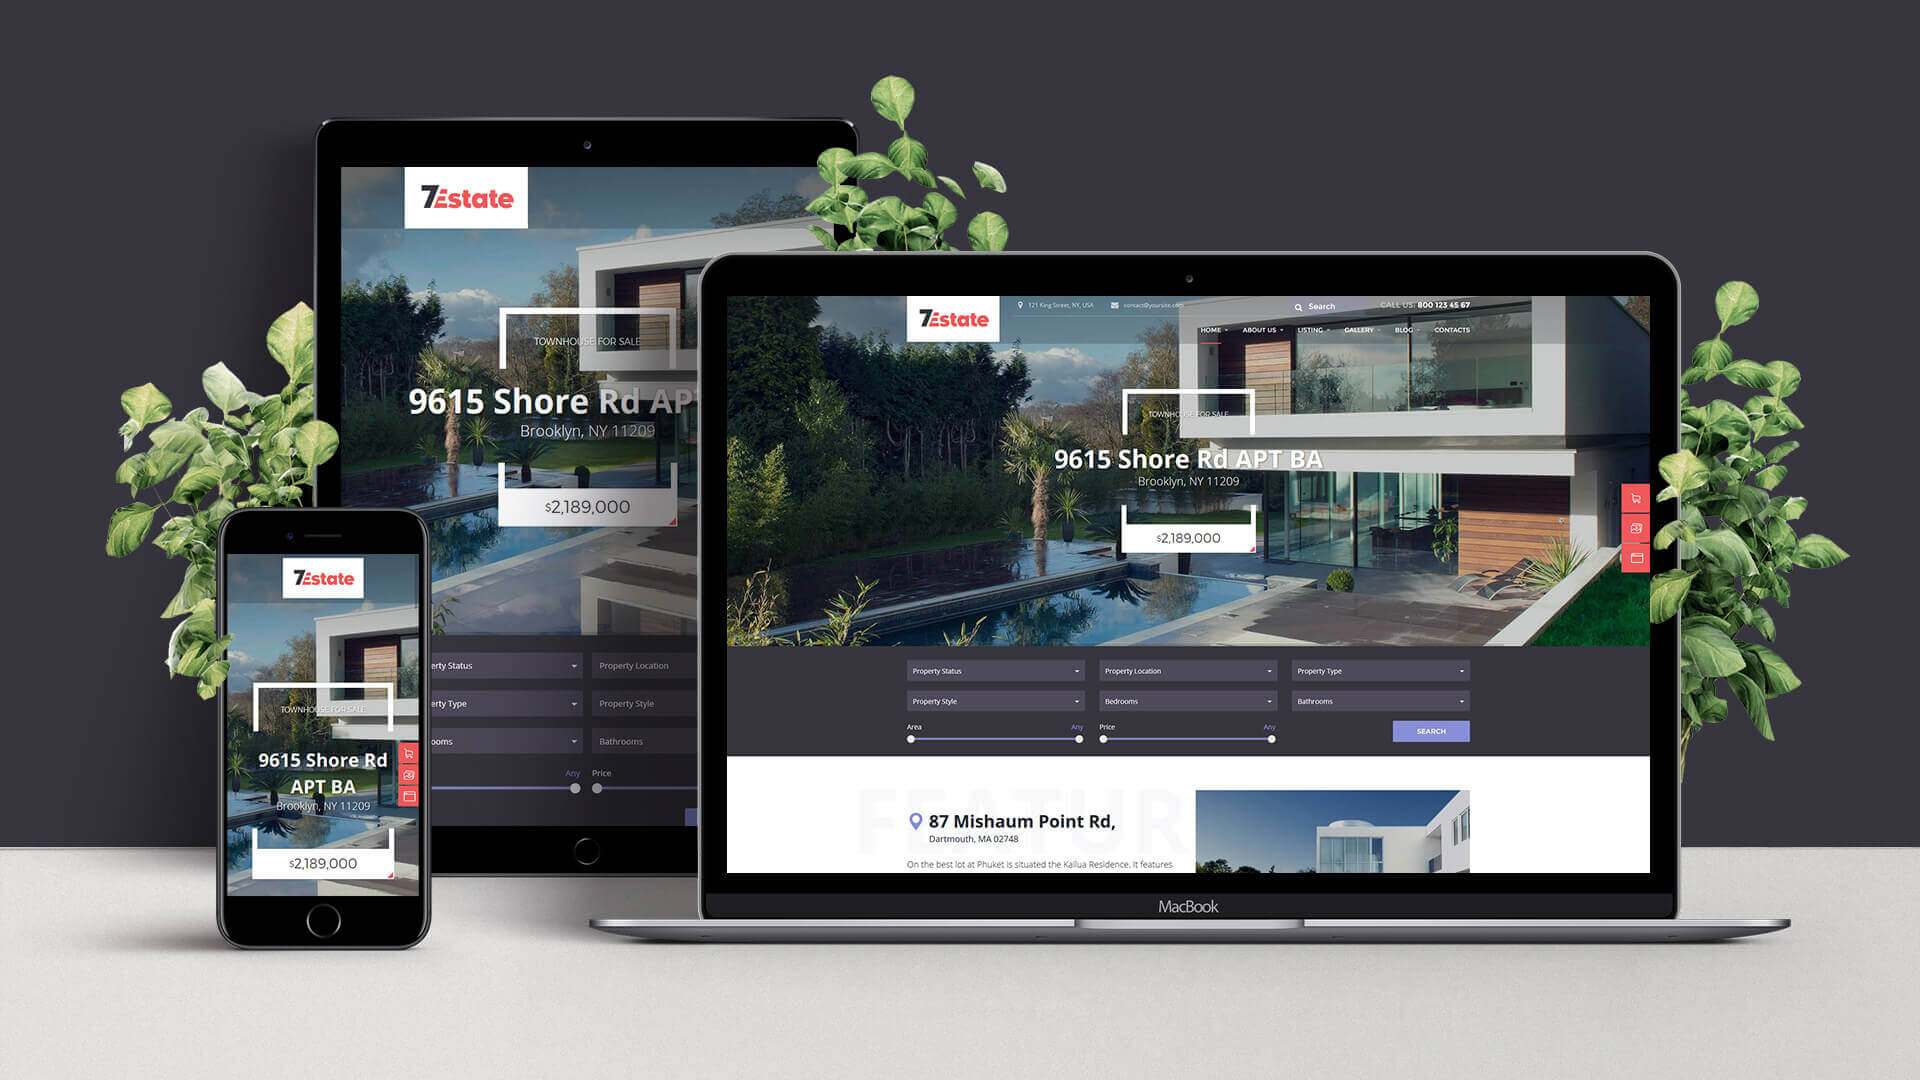 7Estate
TOWNHOUSE FOR SALE
9615 Shore Rd AP
Brooklyn, NY 11209
$2,189,000
erty Status
Property Location
erty Type
Property Style
ooms
Bathrooms
Any
Price
7Estate
TOWNHOUSE FOR SALE
9615 Shore Rd
APT BA
Brooklyn, NY 11209
$2,189,000
7Estate
121 King Street, NY, USA
contact@yoursite.com
Search
CALL US: 800 123 45 67
HOME
ABOUT US
LISTING
GALLERY
BLOG
CONTACTS
TOWNHOUSE FOR SALE
9615 Shore Rd APT BA
Brooklyn, NY 11209
$2,189,000
Property Status
Property Location
Property Type
Property Style
Bedrooms
Bathrooms
Area
Any
Price
Any
SEARCH
FEATUR
87 Mishaum Point Rd,
Dartmouth, MA 02748
On the best lot at Phuket is situated the Kailua Residence. It features
MacBook